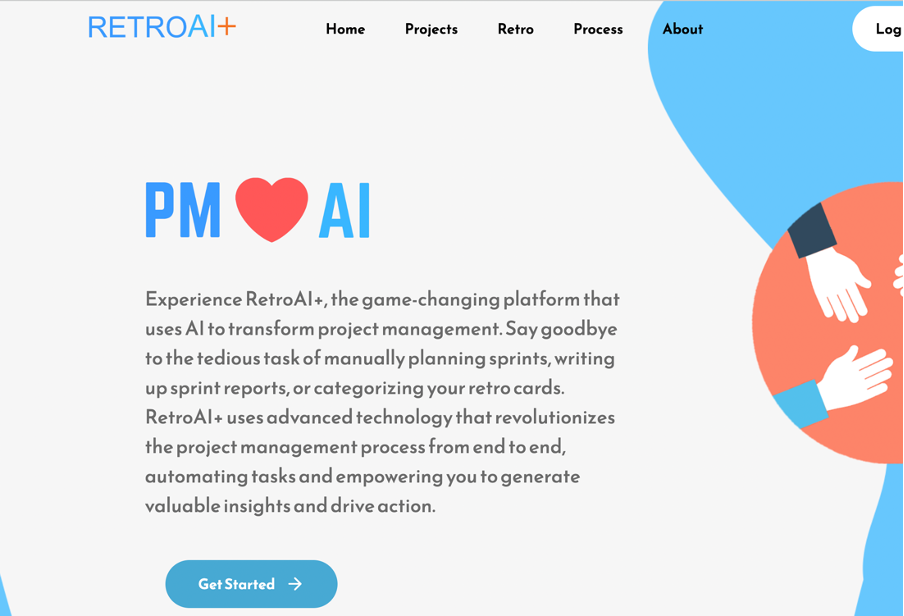 RETROAI+
Home Projects Retro Process About Log
PM AI
Experience RetroAI+, the game-changing platform that
uses AI to transform project management. Say goodbye
to the tedious task of manually planning sprints, writing
up sprint reports, or categorizing your retro cards.
RetroAI+ uses advanced technology that revolutionizes
the project management process from end to end,
automating tasks and empowering you to generate
valuable insights and drive action.
Get Started